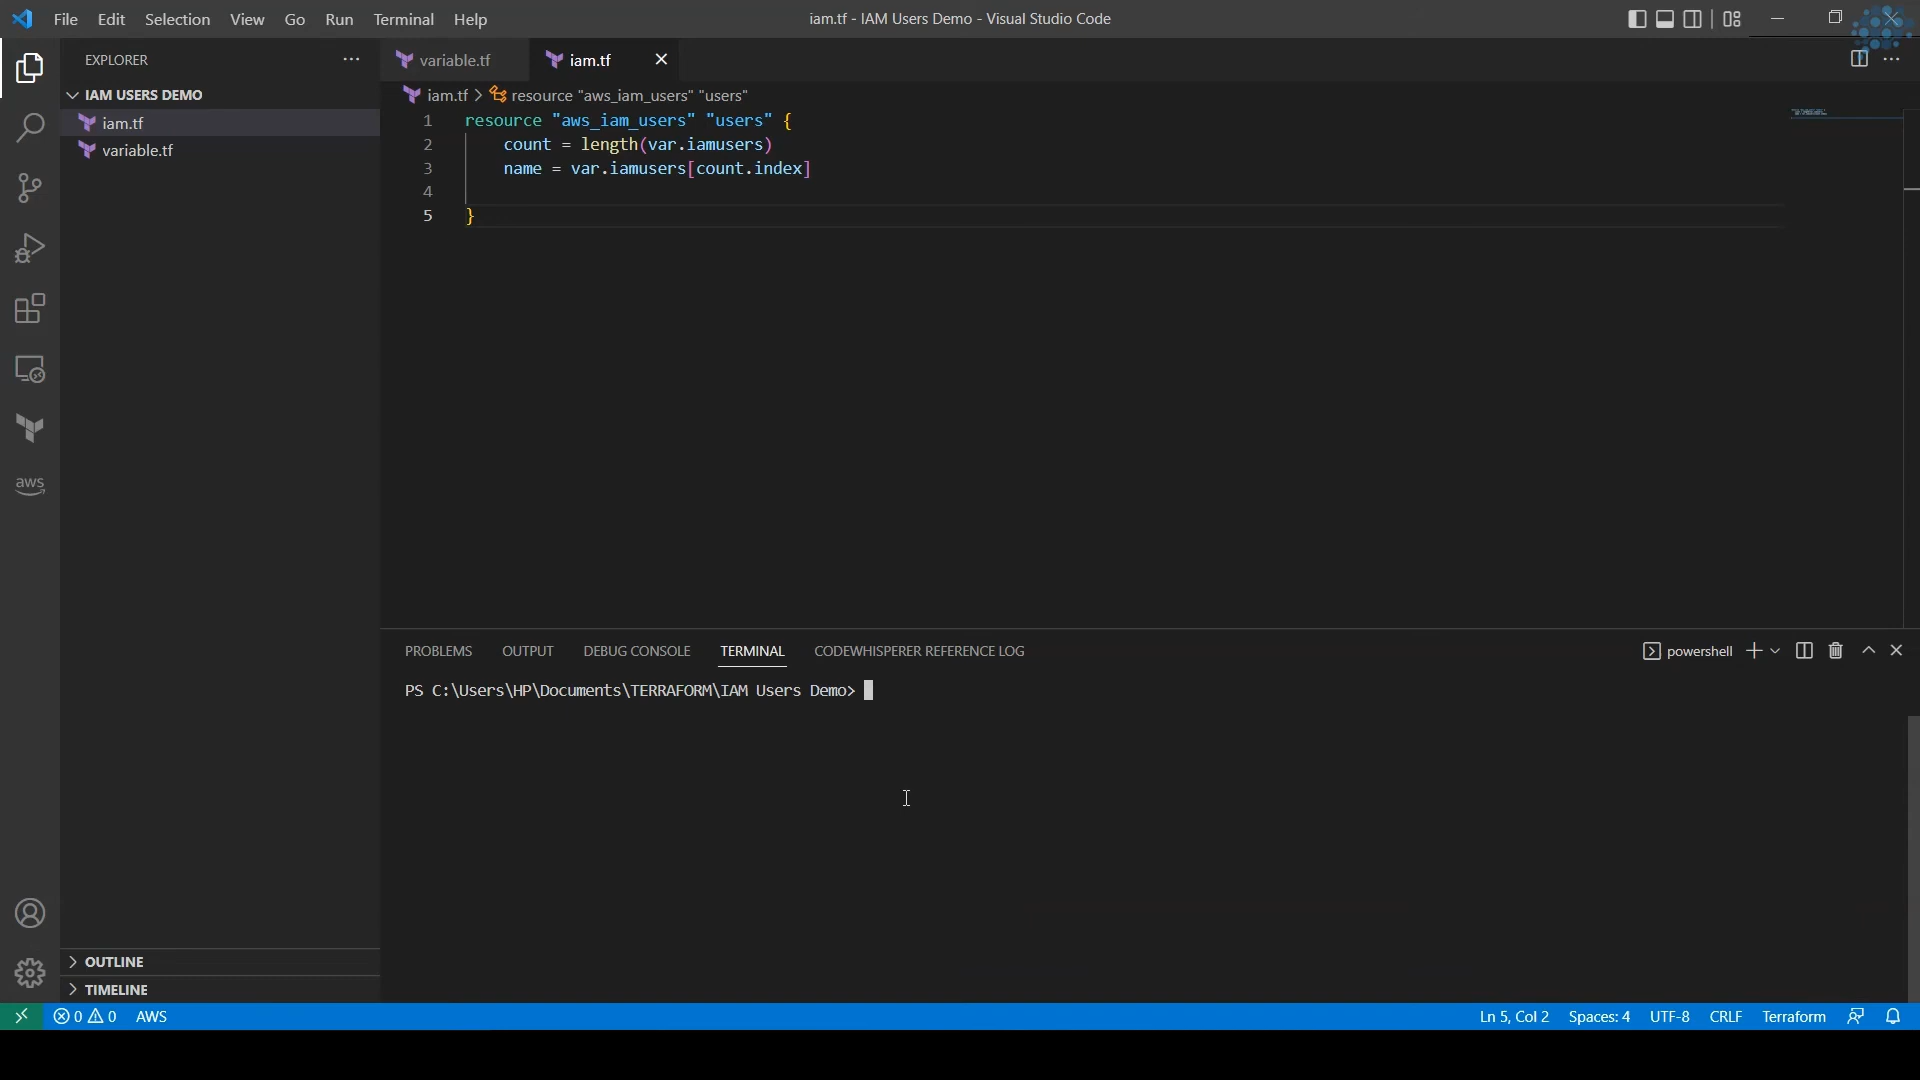 File Edit Selection View Go Run Terminal Help
iam.tf - IAM Users Demo - Visual Studio Code
EXPLORER
variable.tf
iam.tf
IAM USERS DEMO
iam.tf
variable.tf
iam.tf > resource "aws_iam_users" "users"
1 resource "aws_iam_users" "users" {
2 count = length(var.iamusers)
3 name = var.iamusers[count.index]
4
5 }
PROBLEMS OUTPUT DEBUG CONSOLE TERMINAL CODEWHISPERER REFERENCE LOG
powershell
PS C:\Users\HP\Documents\TERRAFORM\IAM Users Demo>
aws
OUTLINE
TIMELINE
0 0 AWS
Ln 5, Col 2 Spaces: 4 UTF-8 CRLF Terraform